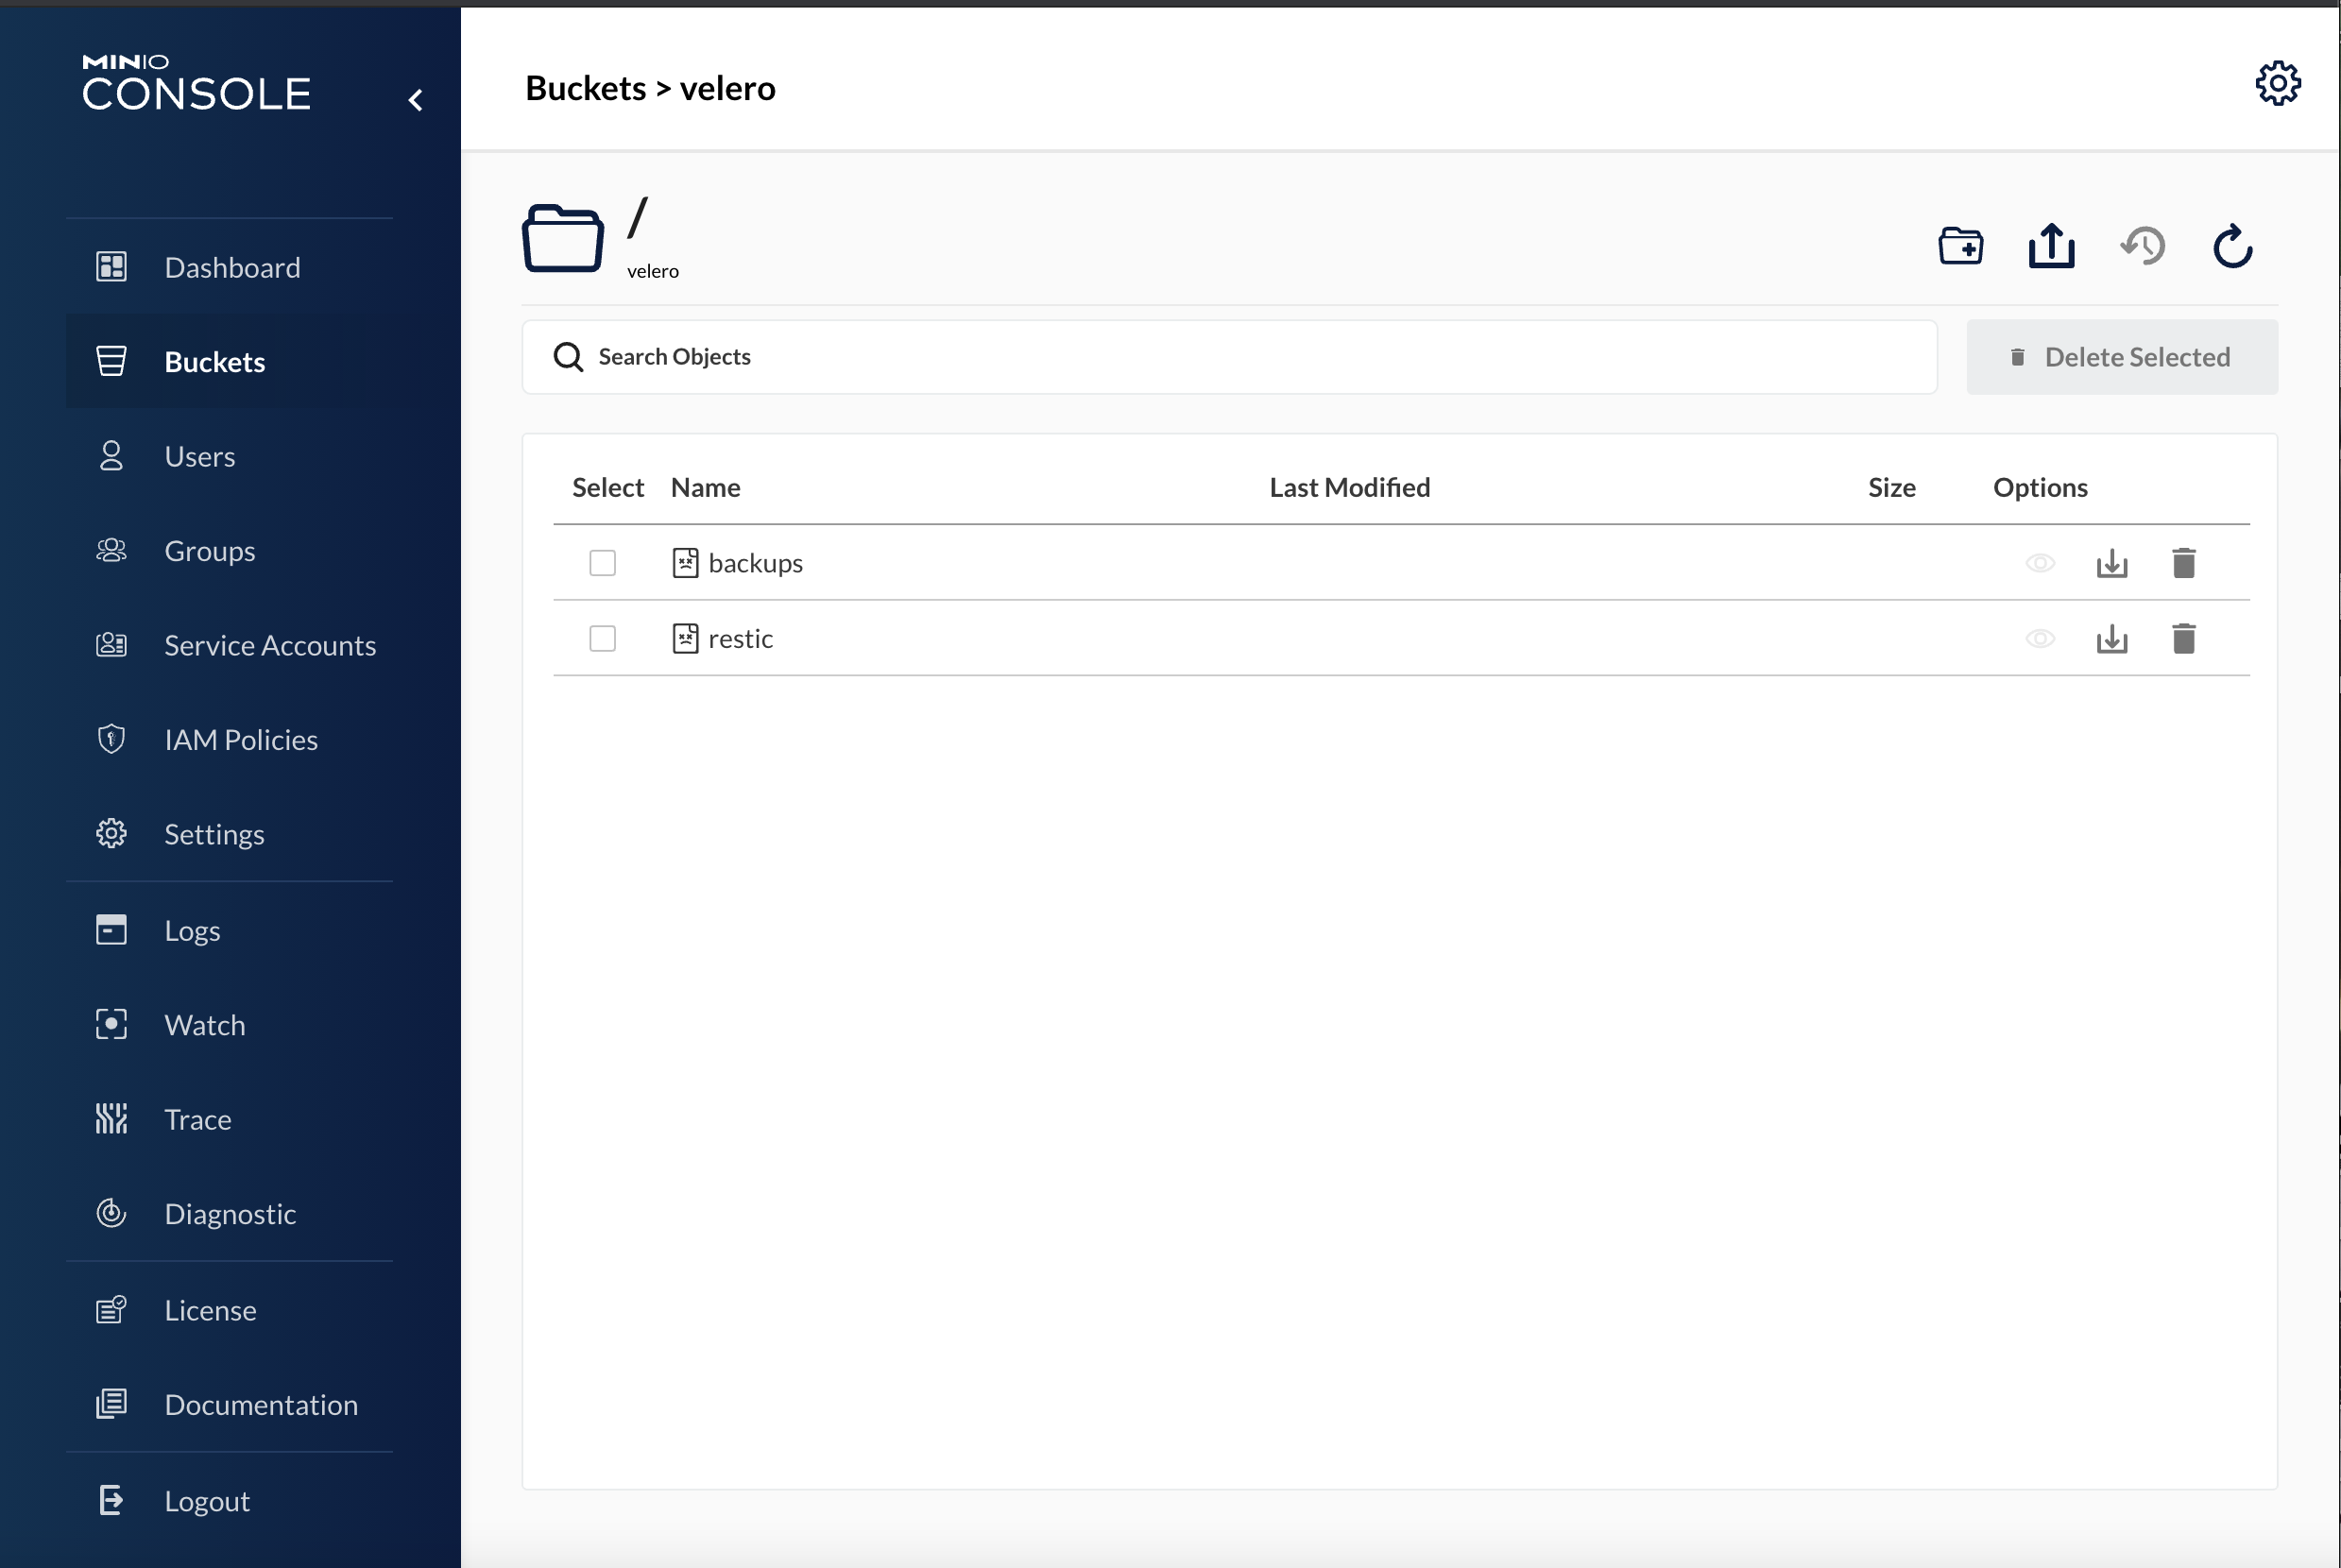 MINIO
CONSOLE
Dashboard
Buckets
Users
Groups
Service Accounts
IAM Policies
Settings
Logs
Watch
Trace
Diagnostic
License
Documentation
Logout
Buckets > velero
/
velero
Search Objects
Delete Selected
Select Name Last Modified Size Options
backups
restic